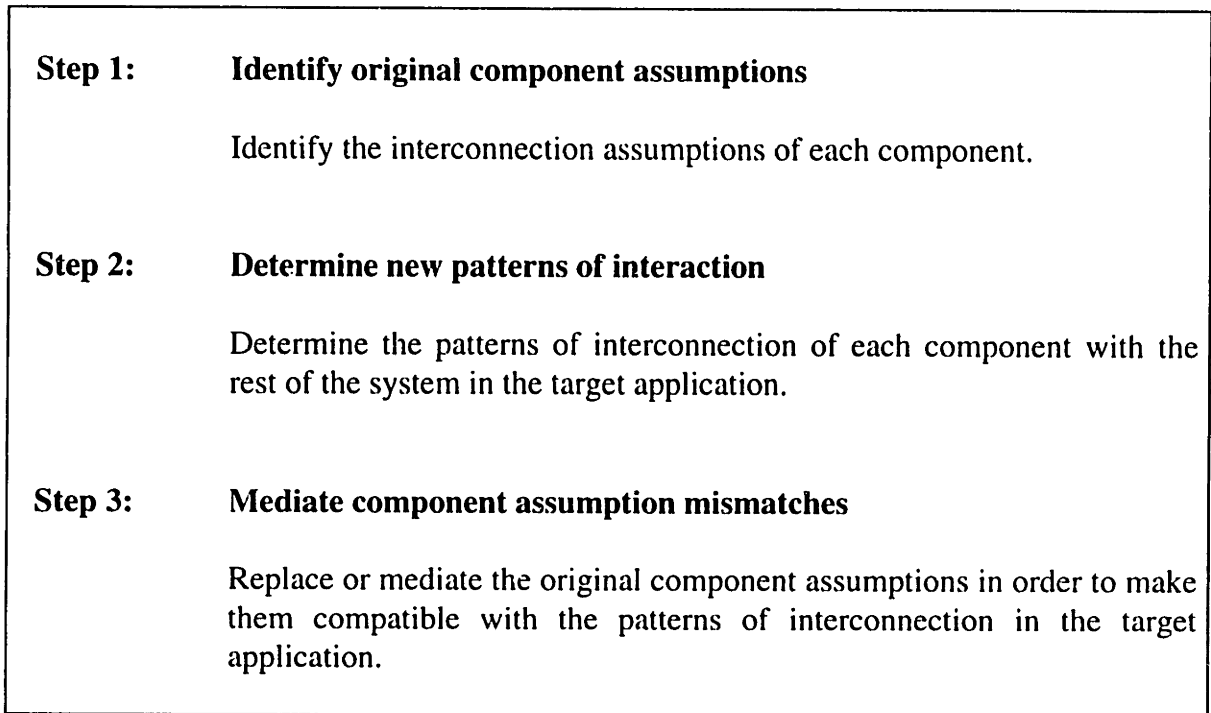 Step 1: Identify original component assumptions
Identify the interconnection assumptions of each component.
Step 2: Determine new patterns of interaction
Determine the patterns of interconnection of each component with the
rest of the system in the target application.
Step 3: Mediate component assumption mismatches
Replace or mediate the original component assumptions in order to make
them compatible with the patterns of interconnection in the target
application.